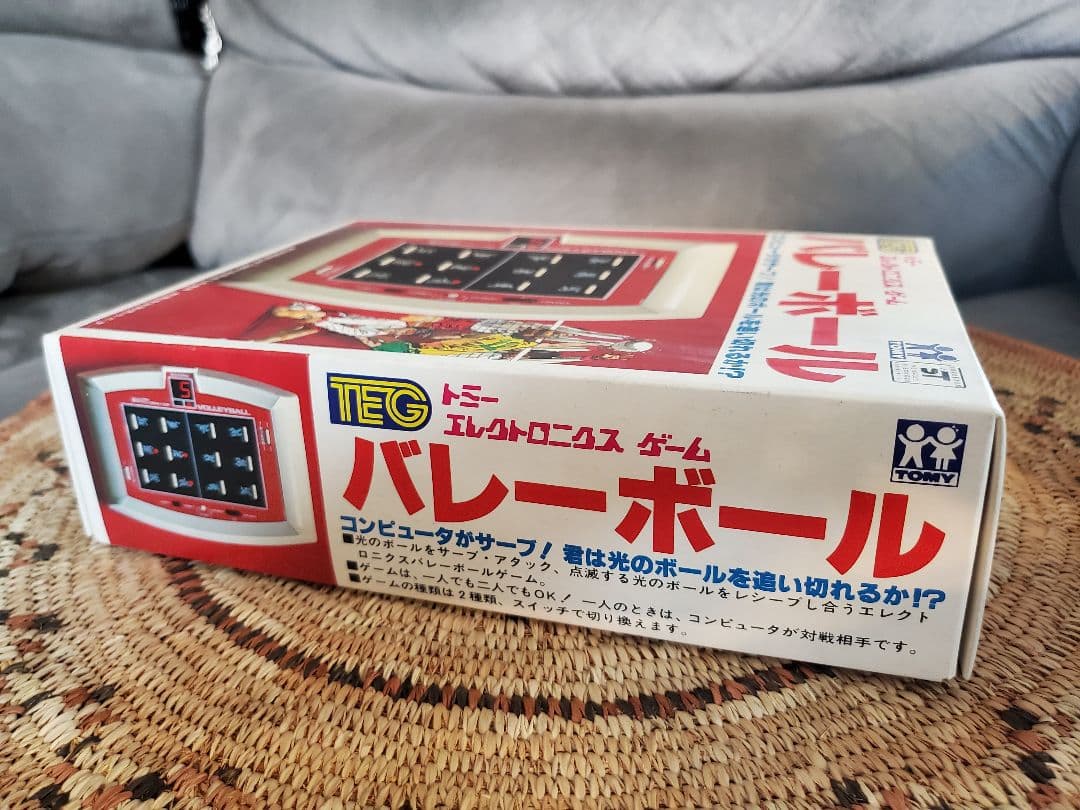 バレーボール
TEG
トミー
エレクトロニクス ゲーム
バレーボール
コンピュータがサーブ! 君は光のボールを追い切れるか!?
■光のボールをサーブ・アタック、点滅する光のボールをレシーブし合うエレクト
ロニクスバレーボールゲーム。
■ゲームは、一人でも二人でもOK! 一人のときは、コンピュータが対戦相手です。
■ゲームの種類は2種類、スイッチで切り換えます。
TOMY
VOLLEYBALL
5